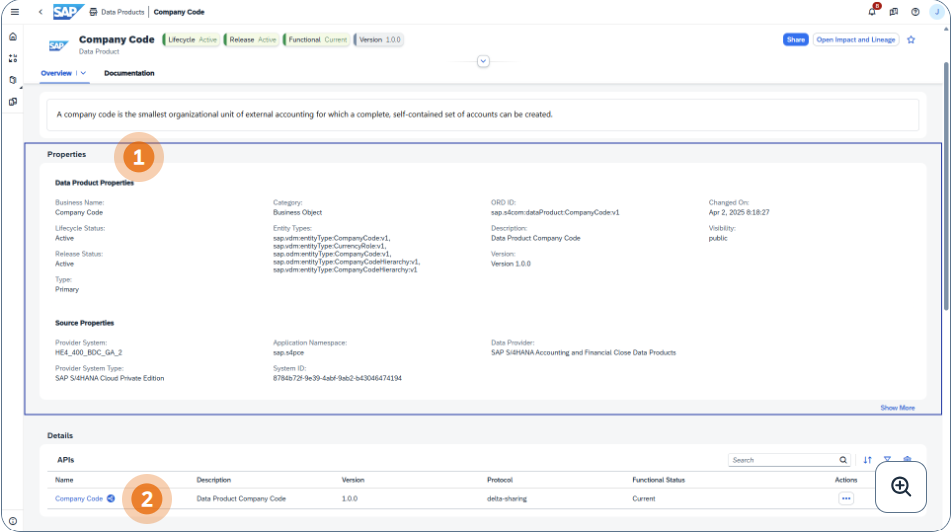 SAP Data Products Company Code 8 J
SAP Company Code Lifecycle Active Release Active Functional Current Version 1.0.0 Share Open Impact and Lineage
Data Product
Overview Documentation
A company code is the smallest organizational unit of external accounting for which a complete, self-contained set of accounts can be created.
Properties 1
Data Product Properties
Business Name: Category: ORD ID: Changed On:
Company Code Business Object sap.s4com:dataProduct:CompanyCode:v1 Apr 2, 2025 8:18:27
Lifecycle Status: Entity Types: Description: Visibility:
Active sap.vdm:entityType:CompanyCode:v1, Data Product Company Code public
sap.vdm:entityType:CurrencyRole:v1,
Release Status: sap.odm:entityType:CompanyCode:v1, Version:
Active sap.odm:entityType:CompanyCodeHierarchy:v1, Version 1.0.0
sap.vdm:entityType:CompanyCodeHierarchy:v1
Type:
Primary
Source Properties
Provider System: Application Namespace: Data Provider:
HE4_400_BDC_GA_2 sap.s4pce SAP S/4HANA Accounting and Financial Close Data Products
Provider System Type: System ID:
SAP S/4HANA Cloud Private Edition 8784b72f-9e39-4abf-9ab2-b43046474194
Show More
Details
APIs Search
Name Description Version Protocol Functional Status Actions
Company Code 2 Data Product Company Code 1.0.0 delta-sharing Current